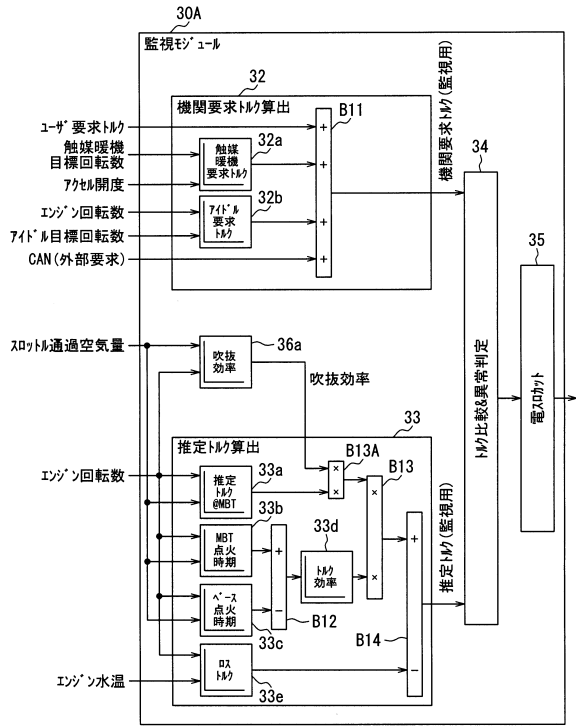 30A
監視モジュール
32
機関要求トルク算出
B11
ユーザ要求トルク
触媒暖機
目標回転数
アクセル開度
触媒
暖機
要求トルク
32a
エンジン回転数
アイドル目標回転数
アイドル
要求
トルク
32b
CAN(外部要求)
機関要求トルク(監視用)
34
トルク比較&異常判定
35
電スロカット
スロットル通過空気量
吹抜
効率
36a
吹抜効率
33
推定トルク算出
B13A
B13
エンジン回転数
推定
トルク
@MBT
33a
MBT
点火
時期
33b
33d
トルク
効率
ベース
点火
時期
33c
B12
B14
推定トルク(監視用)
エンジン水温
ロス
トルク
33e
+
+
+
+
×
×
×
×
+
−
+
−